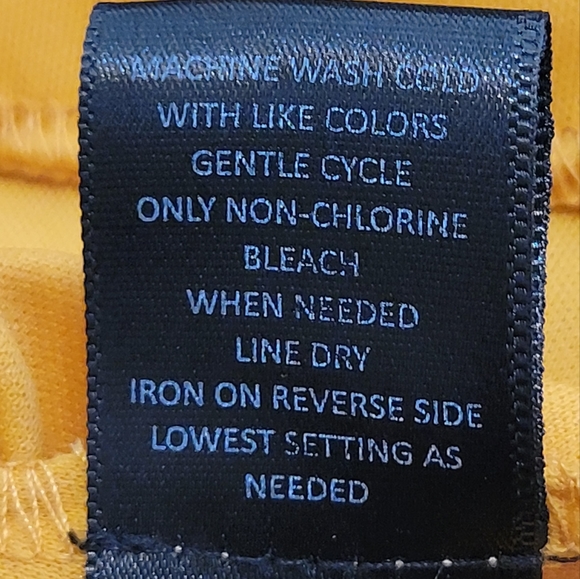 MACHINE WASH COLD
WITH LIKE COLORS
GENTLE CYCLE
ONLY NON-CHLORINE
BLEACH
WHEN NEEDED
LINE DRY
IRON ON REVERSE SIDE
LOWEST SETTING AS
NEEDED